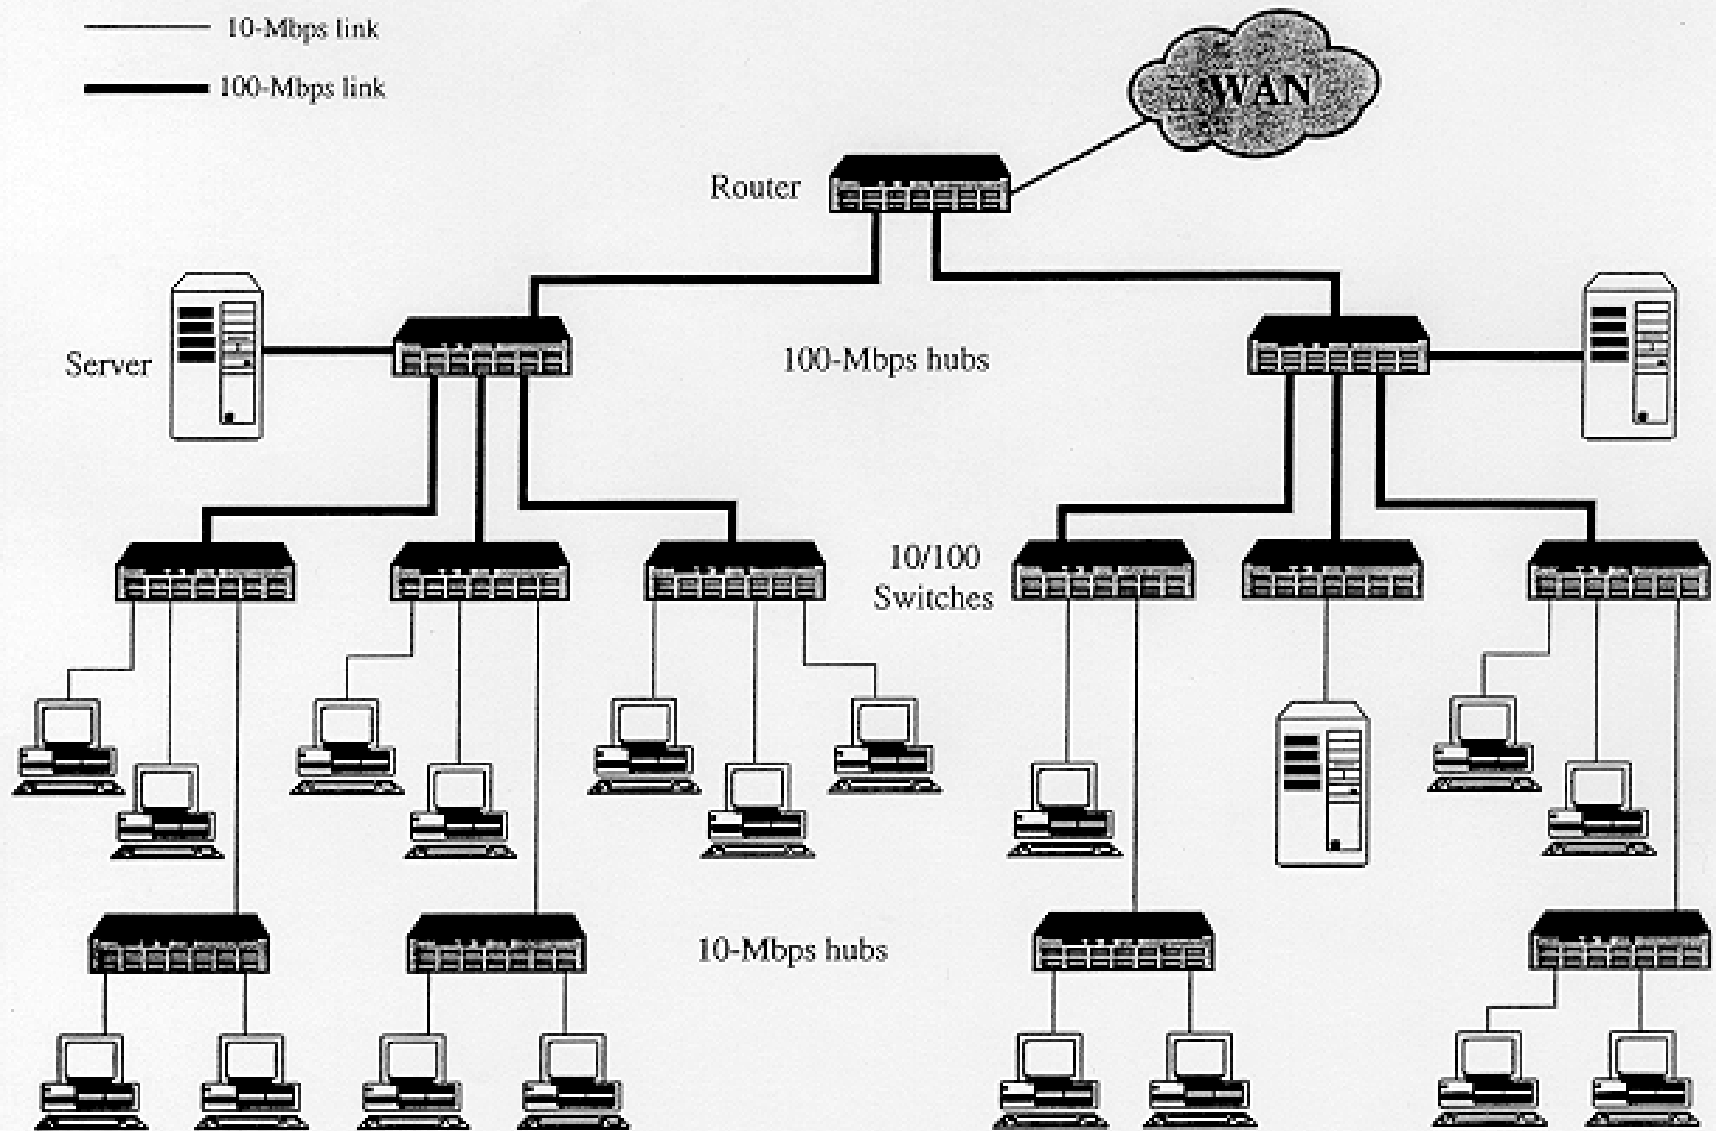 10-Mbps link
100-Mbps link
WAN
Router
Server
100-Mbps hubs
10/100
Switches
10-Mbps hubs